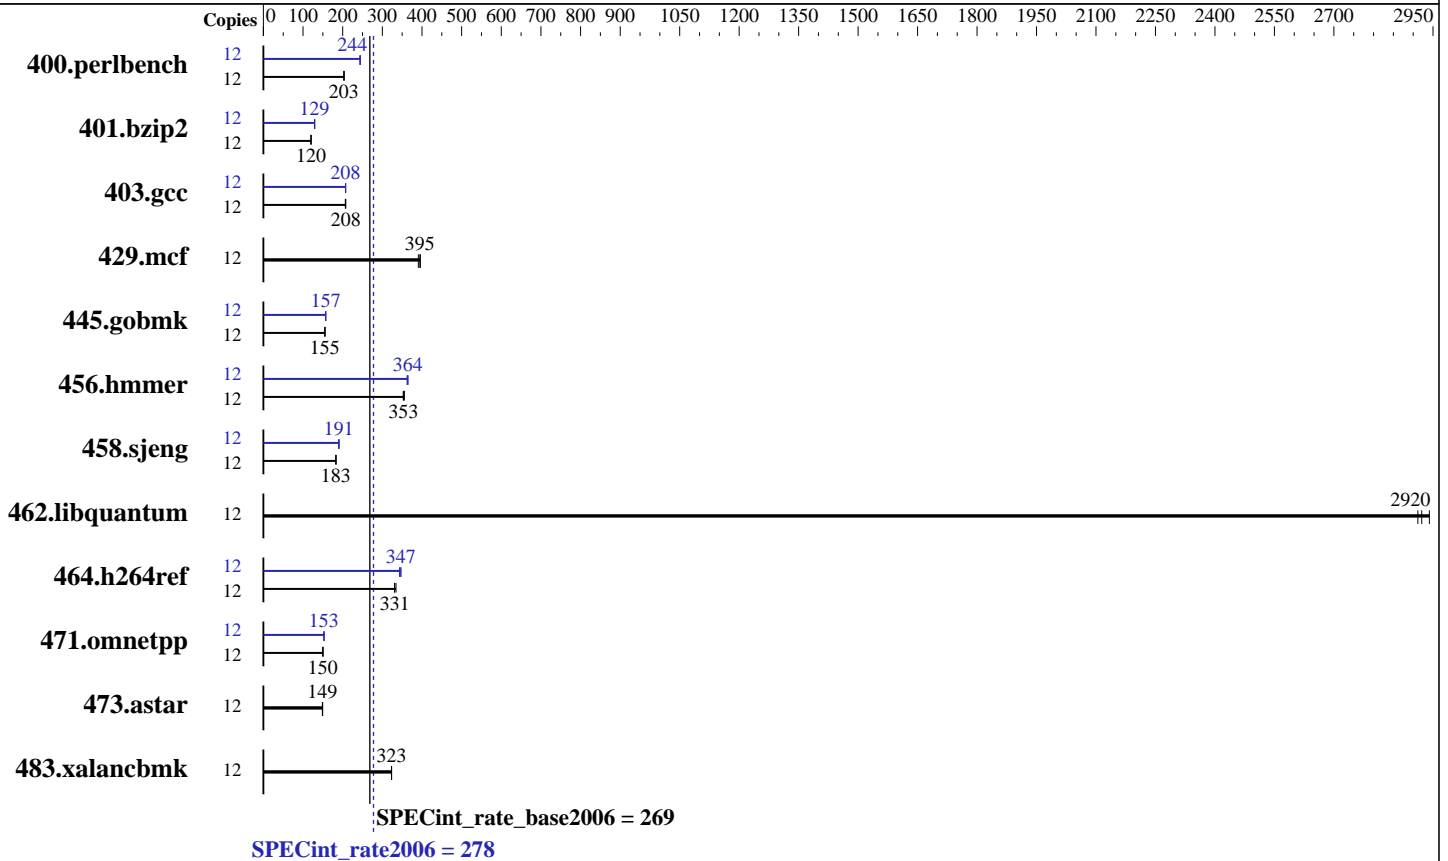 Copies 0 100 200 300 400 500 600 700 800 900 1050 1200 1350 1500 1650 1800 1950 2100 2250 2400 2550 2700 2950
400.perlbench 12 244
12 203
401.bzip2 12 129
12 120
403.gcc 12 208
12 208
429.mcf 12 395
445.gobmk 12 157
12 155
456.hmmer 12 364
12 353
458.sjeng 12 191
12 183
462.libquantum 12 2920
464.h264ref 12 347
12 331
471.omnetpp 12 153
12 150
473.astar 12 149
483.xalancbmk 12 323
SPECint_rate_base2006 = 269
SPECint_rate2006 = 278